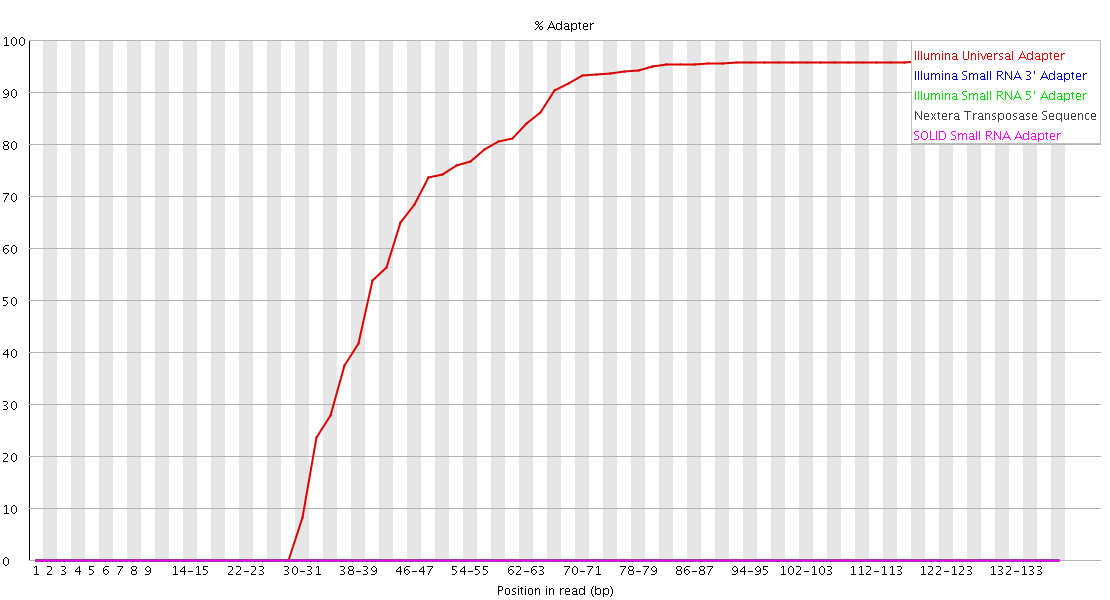 % Adapter
100
90
80
70
60
50
40
30
20
10
0
Illumina Universal Adapter
Illumina Small RNA 3' Adapter
Illumina Small RNA 5' Adapter
Nextera Transposase Sequence
SOLID Small RNA Adapter
1 2 3 4 5 6 7 8 9 14-15 22-23 30-31 38-39 46-47 54-55 62-63 70-71 78-79 86-87 94-95 102-103 112-113 122-123 132-133
Position in read (bp)